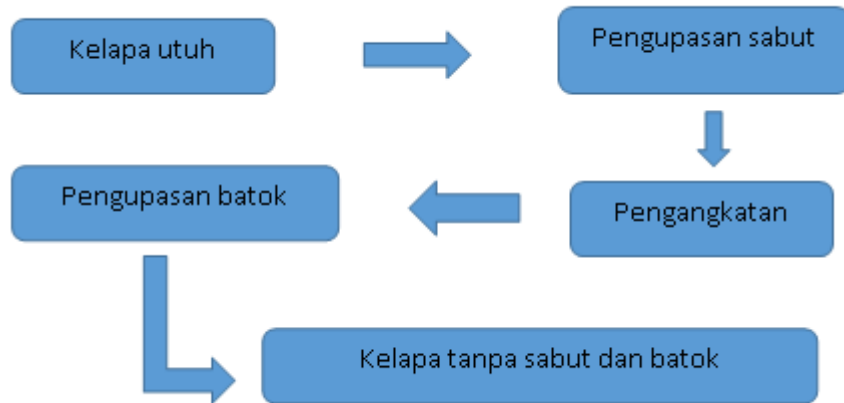 Kelapa utuh
Pengupasan sabut
Pengangkatan
Pengupasan batok
Kelapa tanpa sabut dan batok